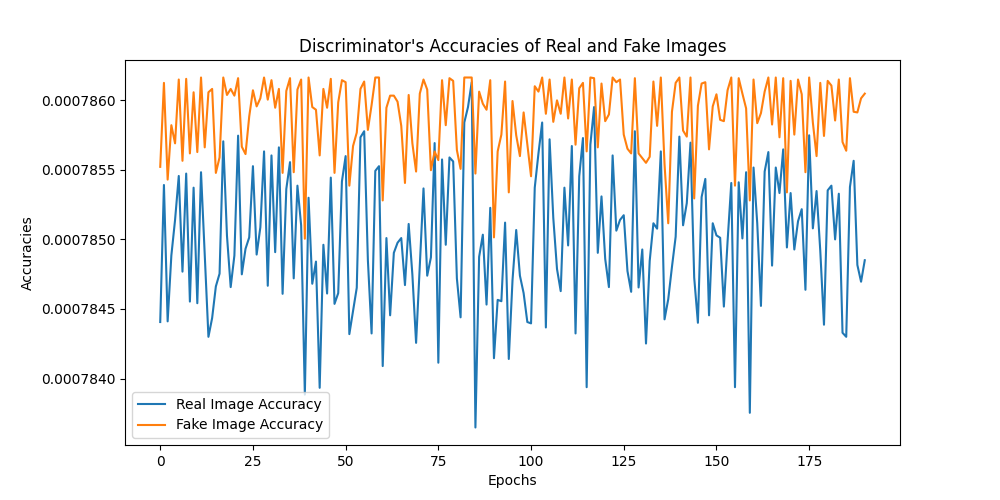 Discriminator's Accuracies of Real and Fake Images
Accuracies
0.0007860
0.0007855
0.0007850
0.0007845
0.0007840
Real Image Accuracy
Fake Image Accuracy
0 25 50 75 100 125 150 175
Epochs